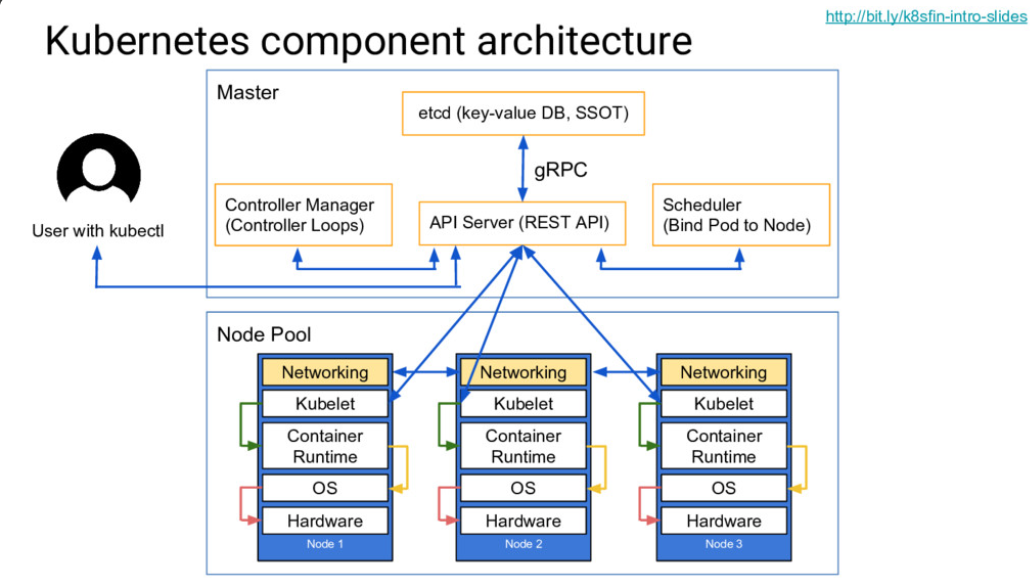 http://bit.ly/k8sfin-intro-slides
Kubernetes component architecture
Master
etcd (key-value DB, SSOT)
gRPC
User with kubectl
Controller Manager
(Controller Loops)
API Server (REST API)
Scheduler
(Bind Pod to Node)
Node Pool
Networking
Kubelet
Container
Runtime
OS
Hardware
Node 1
Networking
Kubelet
Container
Runtime
OS
Hardware
Node 2
Networking
Kubelet
Container
Runtime
OS
Hardware
Node 3